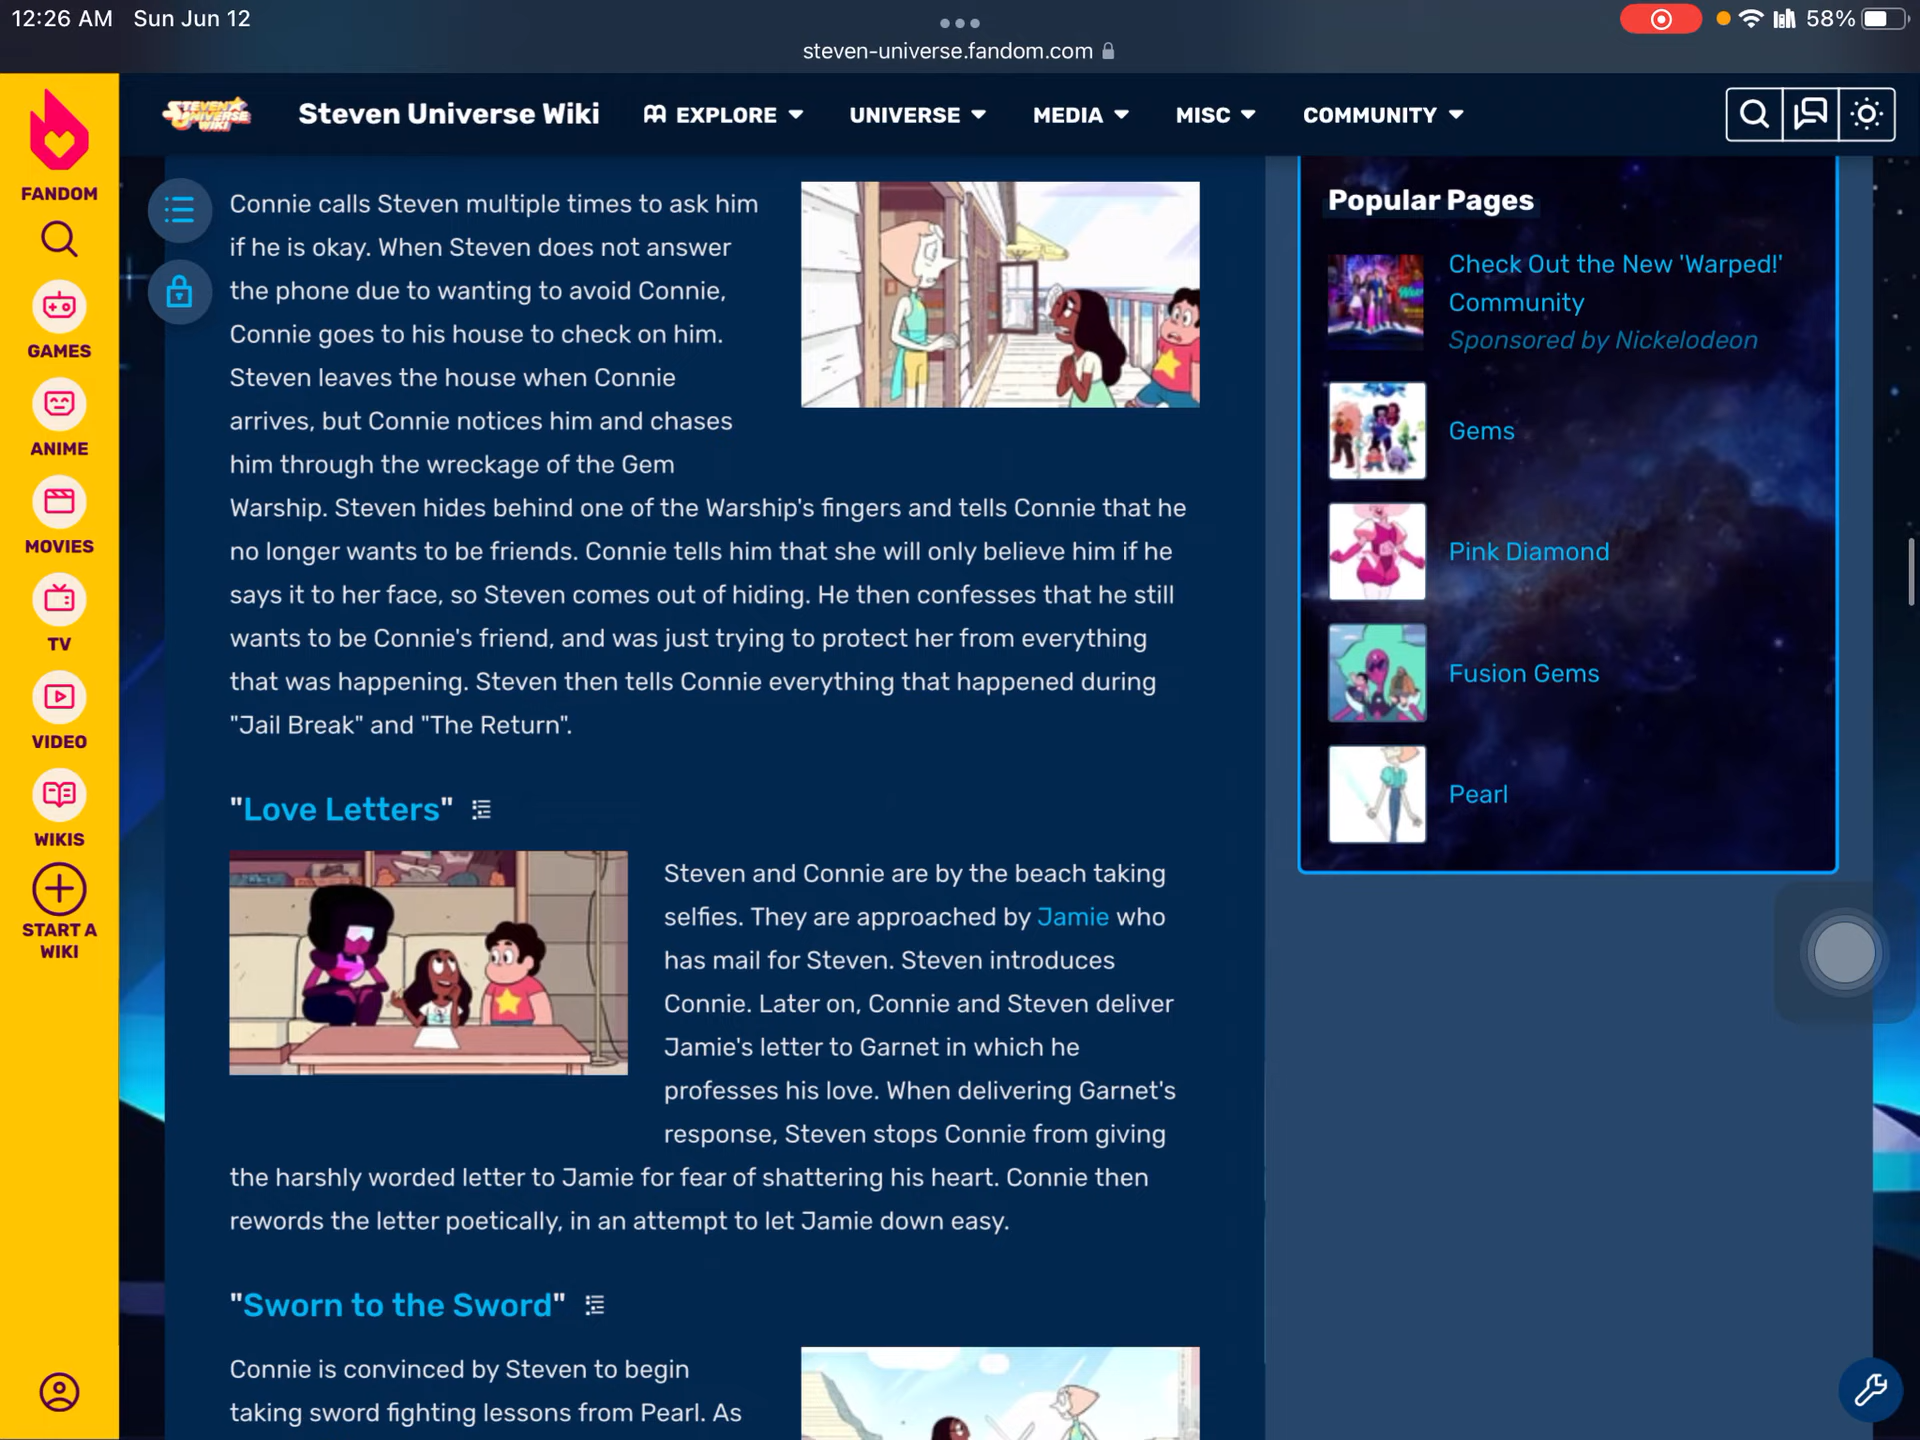 12:26 AM Sun Jun 12
58%
steven-universe.fandom.com
STEVEN UNIVERSE WIKI
Steven Universe Wiki
EXPLORE
UNIVERSE
MEDIA
MISC
COMMUNITY
FANDOM
GAMES
ANIME
MOVIES
TV
VIDEO
WIKIS
START A
WIKI
Connie calls Steven multiple times to ask him
if he is okay. When Steven does not answer
the phone due to wanting to avoid Connie,
Connie goes to his house to check on him.
Steven leaves the house when Connie
arrives, but Connie notices him and chases
him through the wreckage of the Gem
Warship. Steven hides behind one of the Warship's fingers and tells Connie that he
no longer wants to be friends. Connie tells him that she will only believe him if he
says it to her face, so Steven comes out of hiding. He then confesses that he still
wants to be Connie's friend, and was just trying to protect her from everything
that was happening. Steven then tells Connie everything that happened during
"Jail Break" and "The Return".
"Love Letters"
Steven and Connie are by the beach taking
selfies. They are approached by Jamie who
has mail for Steven. Steven introduces
Connie. Later on, Connie and Steven deliver
Jamie's letter to Garnet in which he
professes his love. When delivering Garnet's
response, Steven stops Connie from giving
the harshly worded letter to Jamie for fear of shattering his heart. Connie then
rewords the letter poetically, in an attempt to let Jamie down easy.
"Sworn to the Sword"
Connie is convinced by Steven to begin
taking sword fighting lessons from Pearl. As
Popular Pages
Check Out the New 'Warped!'
Community
Sponsored by Nickelodeon
Gems
Pink Diamond
Fusion Gems
Pearl